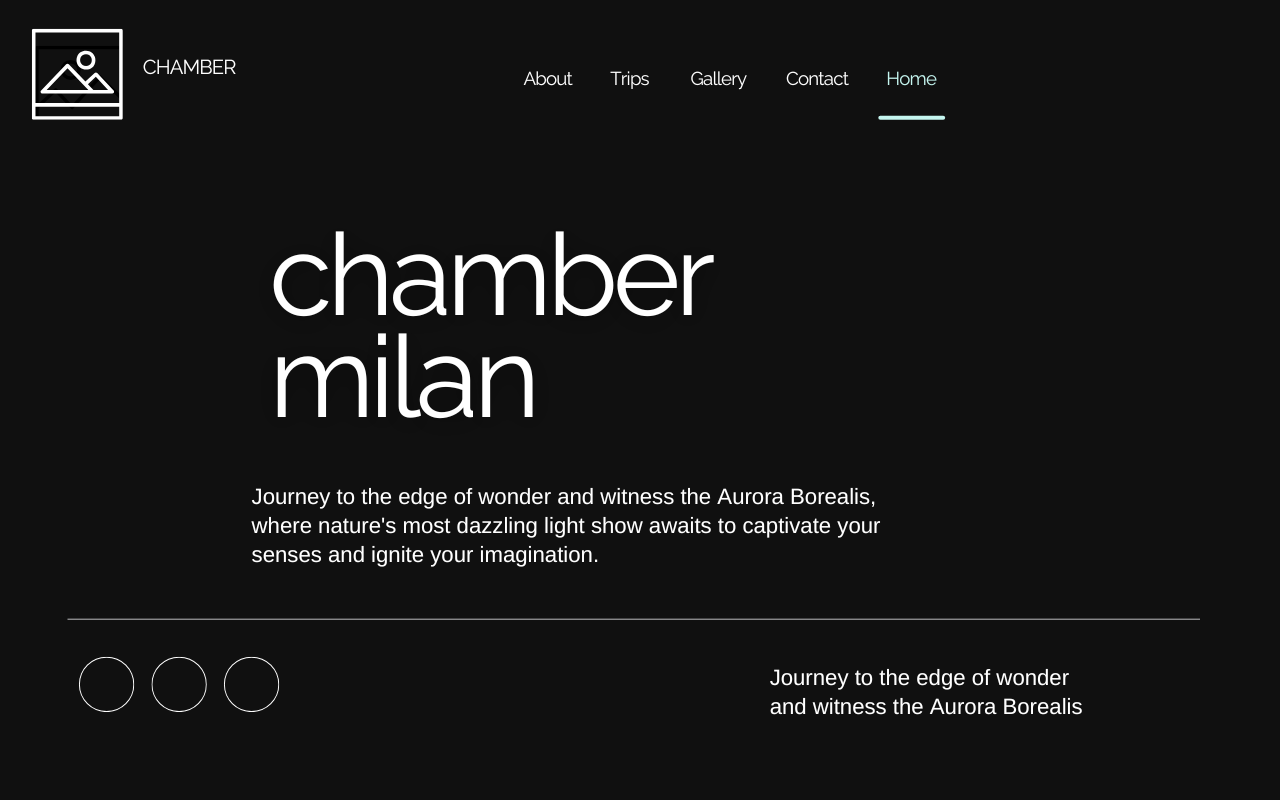 CHAMBER
About Trips Gallery Contact Home
chamber
milan
Journey to the edge of wonder and witness the Aurora Borealis,
where nature's most dazzling light show awaits to captivate your
senses and ignite your imagination.
Journey to the edge of wonder
and witness the Aurora Borealis